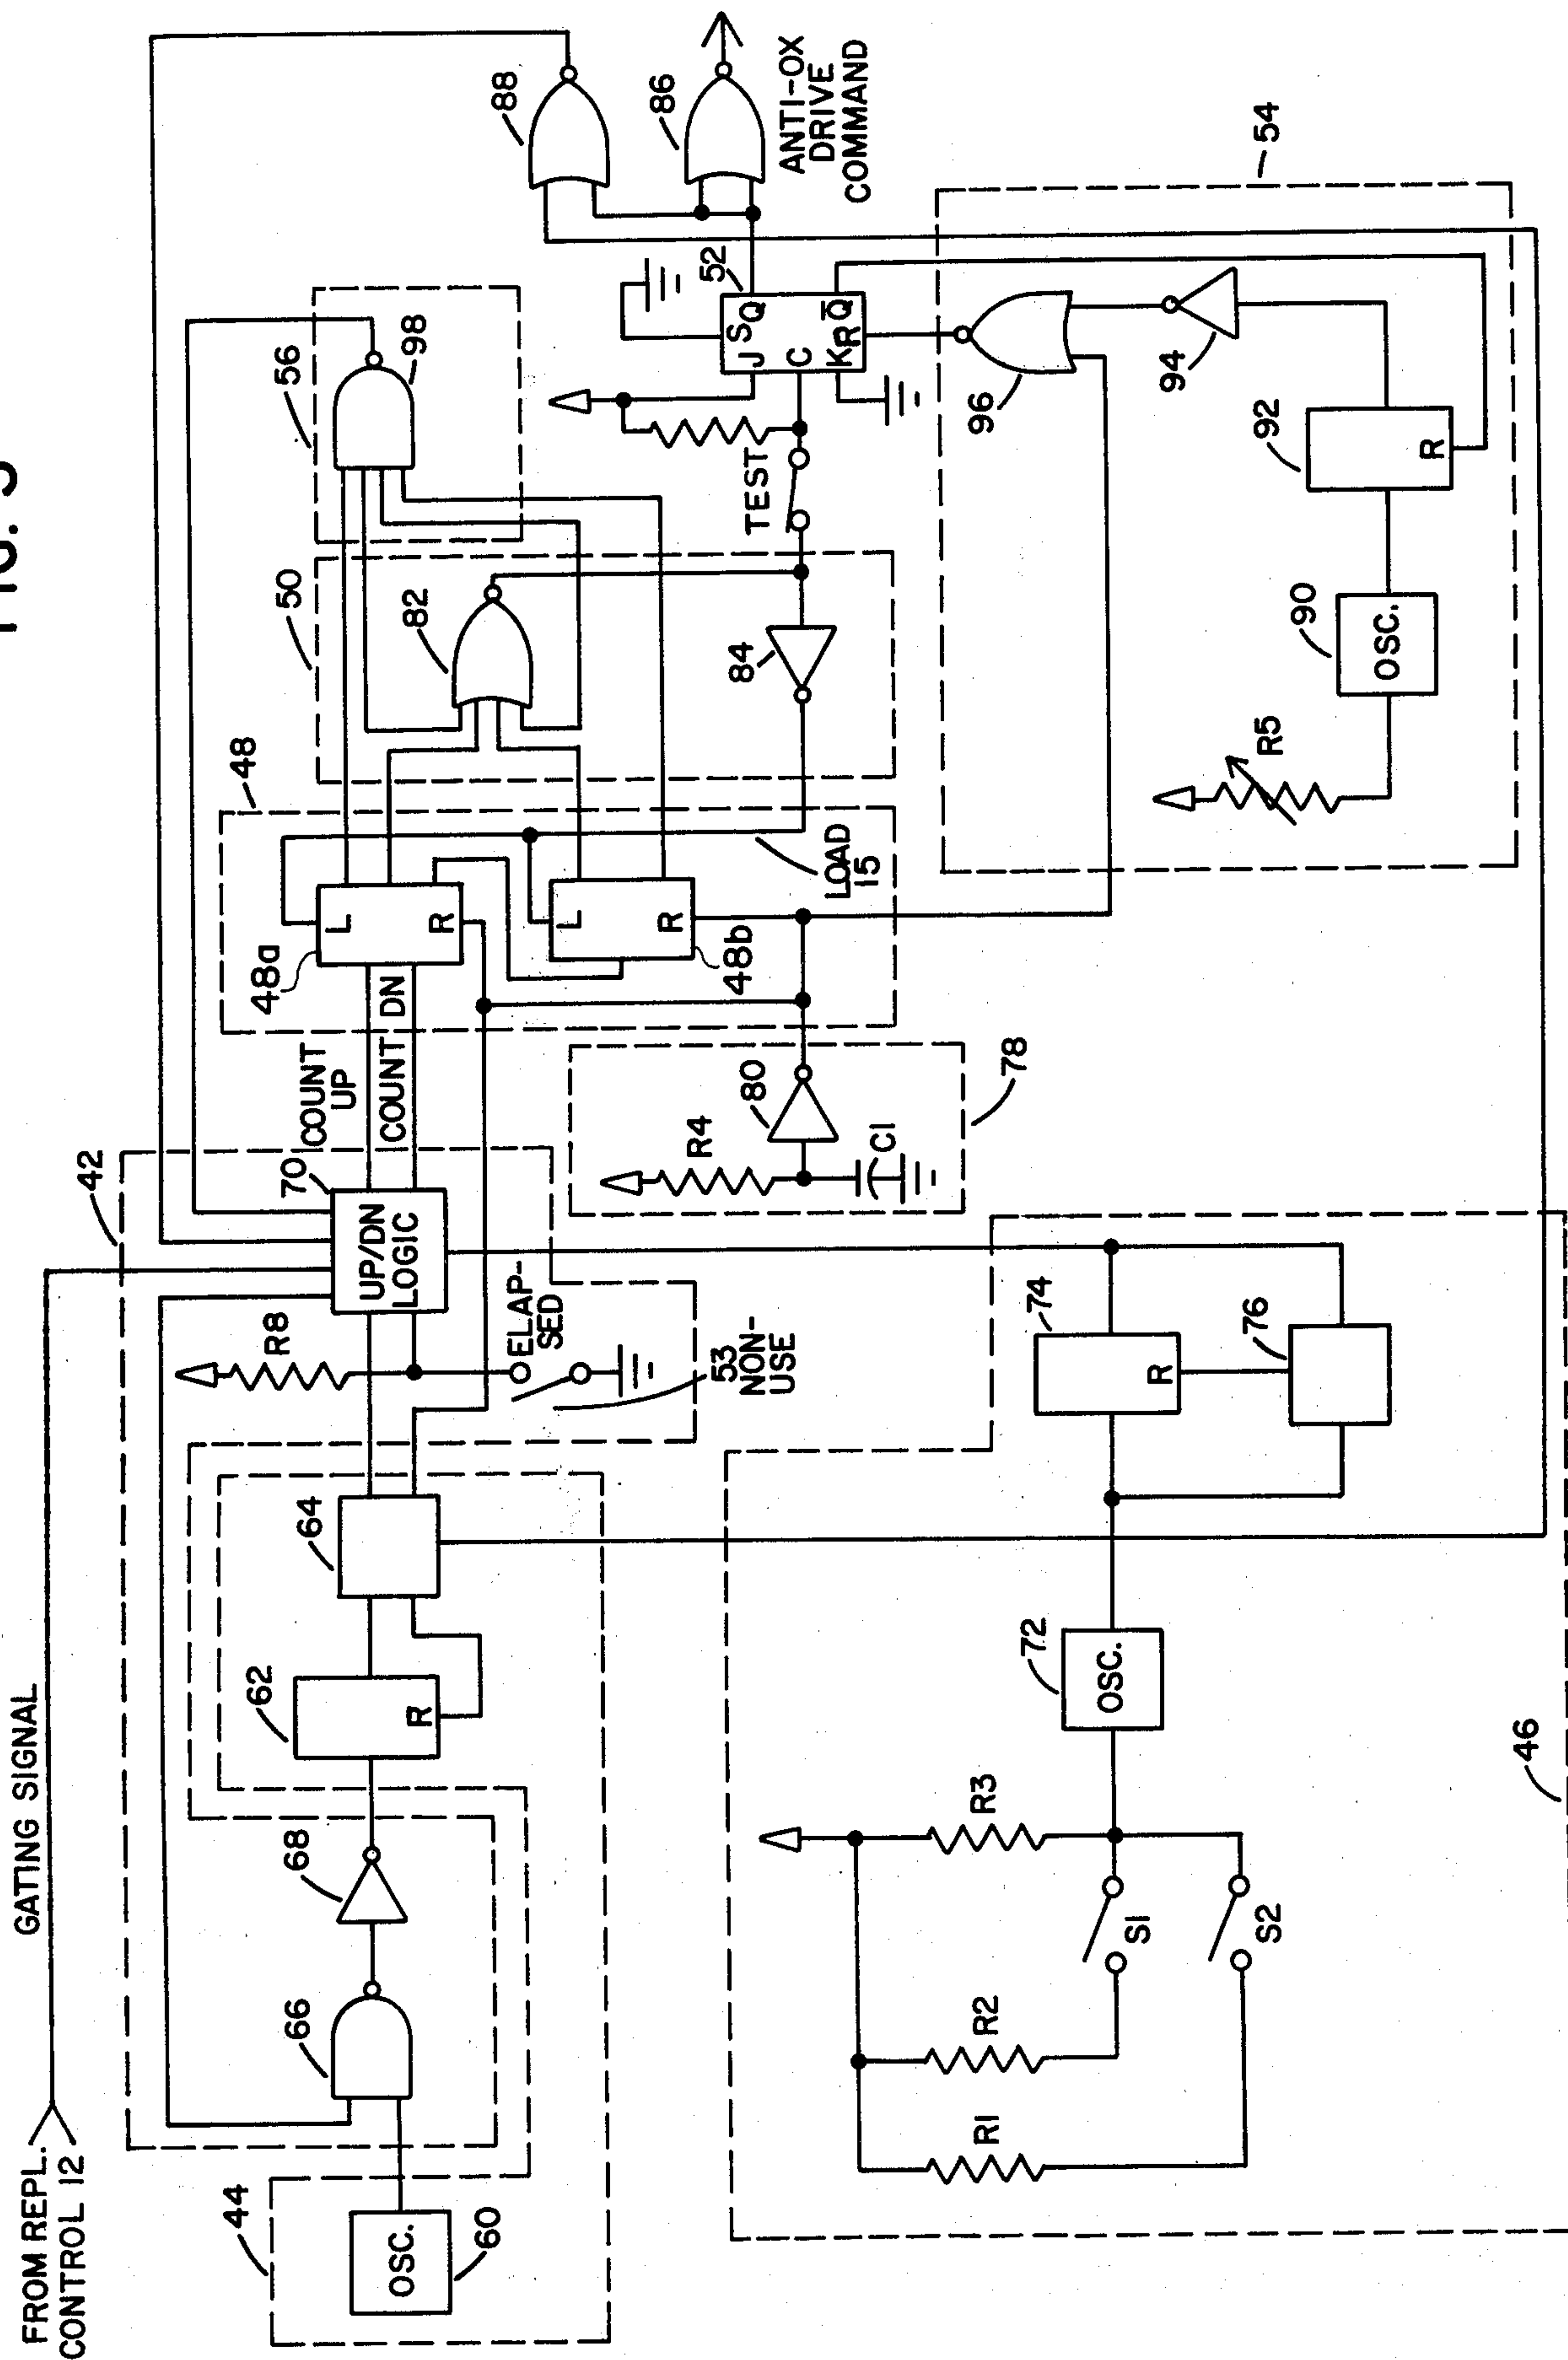 FIG. 3
FROM REPL.
CONTROL 12
GATING SIGNAL
42
44
OSC.
60
66
68
62
R
64
R8
70
UP/DN
LOGIC
ELAP-
SED
53
NON-
USE
COUNT
UP
COUNT DN
48
48a
L
R
L
R
48b
LOAD
15
50
82
84
56
98
TEST
52
J
S
Q
C
K
R
Q̅
88
86
ANTI-OX
DRIVE
COMMAND
78
R4
80
C1
54
96
94
92
R
90
OSC.
R5
46
R1
R2
R3
S1
S2
72
OSC.
74
R
76